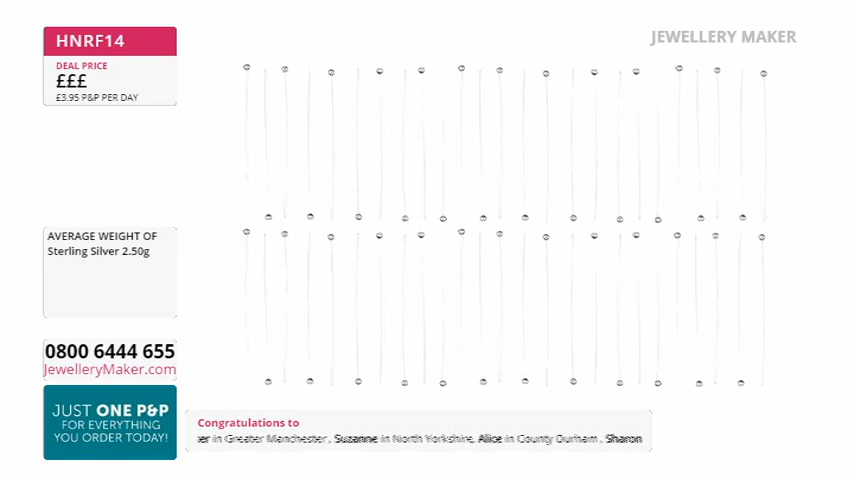 HNRF14
JEWELLERY MAKER
DEAL PRICE
£££
£3.95 P&P PER DAY
AVERAGE WEIGHT OF
Sterling Silver 2.50g
0800 6444 655
JewelleryMaker.com
JUST ONE P&P
FOR EVERYTHING
YOU ORDER TODAY!
Congratulations to
in Greater Manchester, Suzanne in North Yorkshire, Alice in County Durham, Sharon